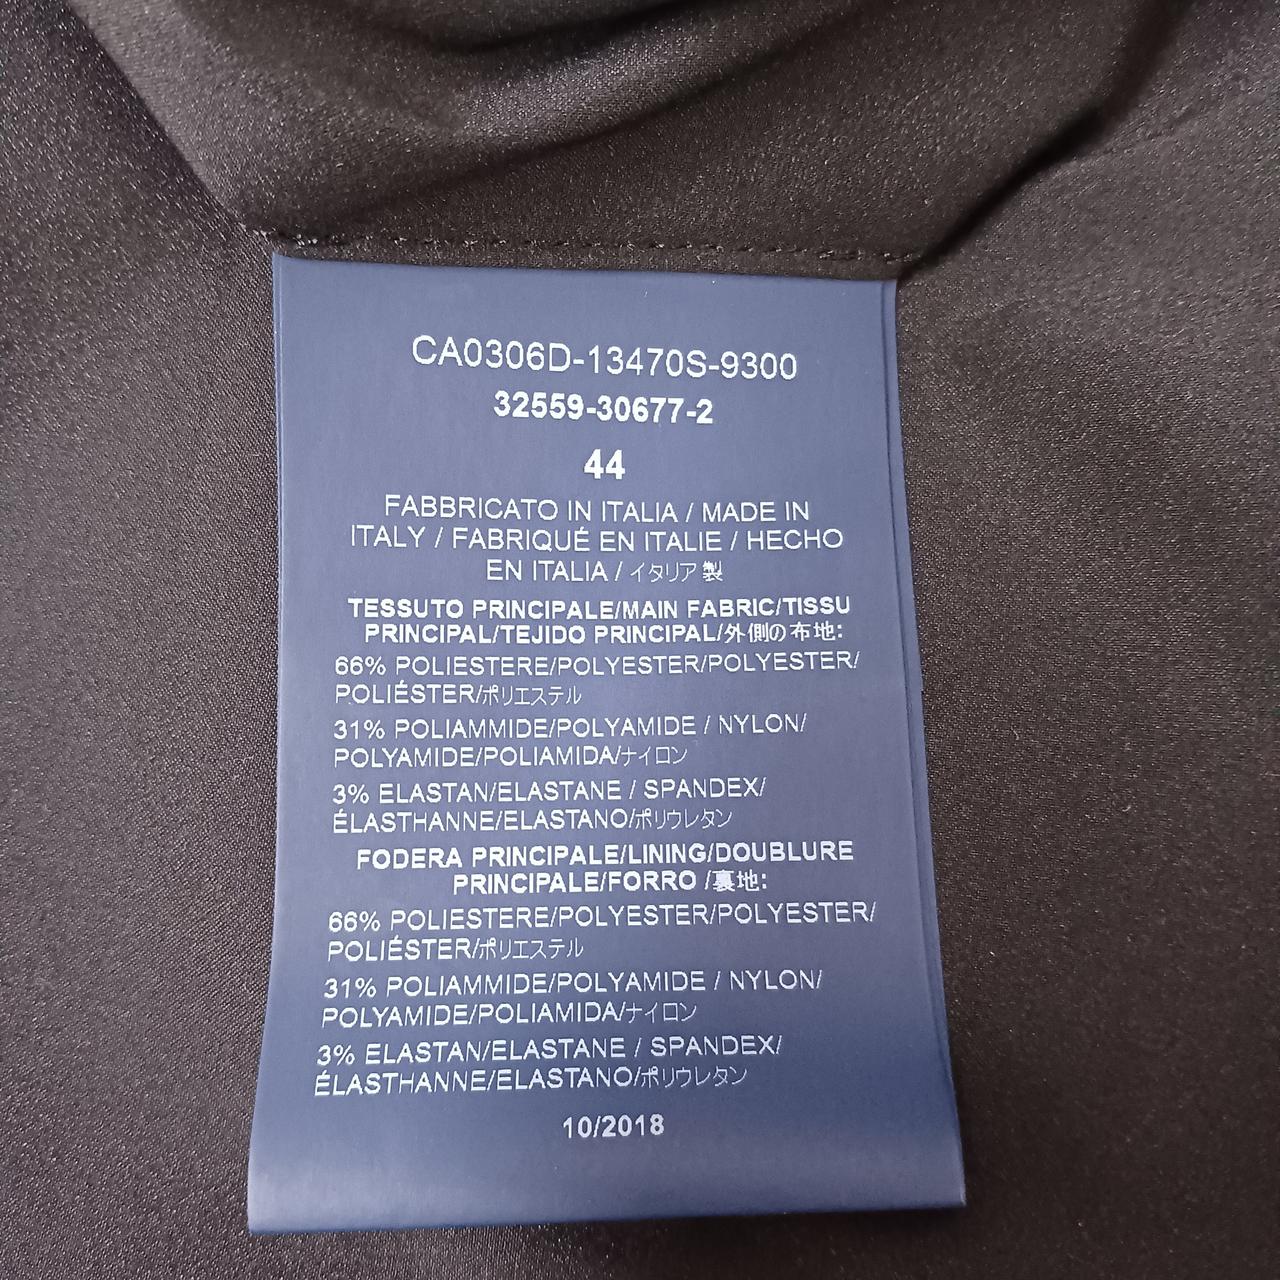 CA0306D-13470S-9300
32559-30677-2
44
FABBRICATO IN ITALIA / MADE IN
ITALY / FABRIQUÉ EN ITALIE / HECHO
EN ITALIA / イタリア製
TESSUTO PRINCIPALE/MAIN FABRIC/TISSU
PRINCIPAL/TEJIDO PRINCIPAL/外側の布地:
66% POLIESTERE/POLYESTER/POLYESTER/
POLIÉSTER/ポリエステル
31% POLIAMMIDE/POLYAMIDE / NYLON/
POLYAMIDE/POLIAMIDA/ナイロン
3% ELASTAN/ELASTANE / SPANDEX/
ÉLASTHANNE/ELASTANO/ポリウレタン
FODERA PRINCIPALE/LINING/DOUBLURE
PRINCIPALE/FORRO /裏地:
66% POLIESTERE/POLYESTER/POLYESTER/
POLIÉSTER/ポリエステル
31% POLIAMMIDE/POLYAMIDE / NYLON/
POLYAMIDE/POLIAMIDA/ナイロン
3% ELASTAN/ELASTANE / SPANDEX/
ÉLASTHANNE/ELASTANO/ポリウレタン
10/2018